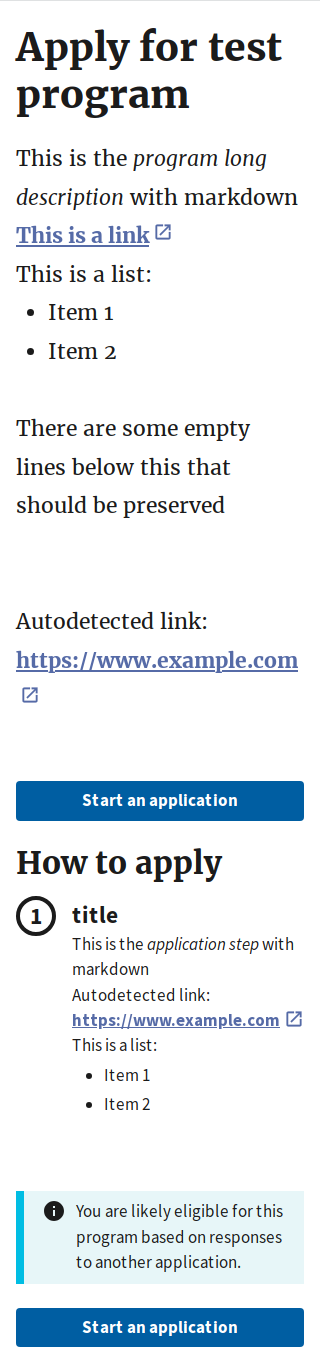 Apply for test
program
This is the program long
description with markdown
This is a link
This is a list:
• Item 1
• Item 2
There are some empty
lines below this that
should be preserved
Autodetected link:
https://www.example.com
Start an application
How to apply
1 title
This is the application step with
markdown
Autodetected link:
https://www.example.com
This is a list:
• Item 1
• Item 2
You are likely eligible for this
program based on responses
to another application.
Start an application